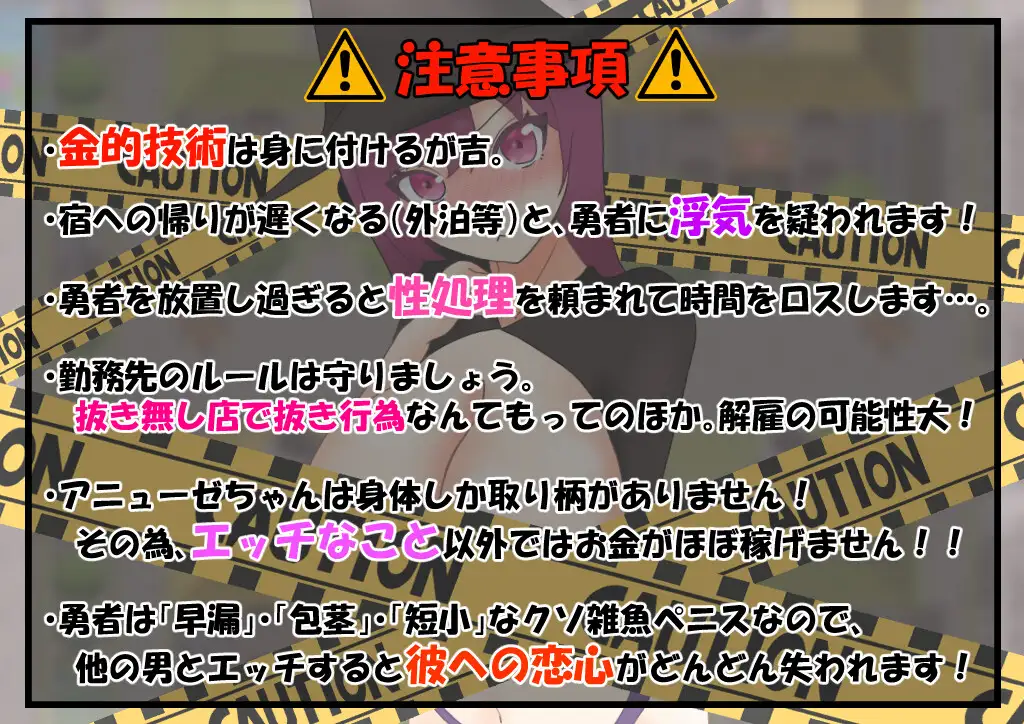 注意事項
・金的技術は身に付けるが吉。
・宿への帰りが遅くなる(外泊等)と、勇者に浮気を疑われます！
・勇者を放置し過ぎると性処理を頼まれて時間をロスします…。
・勤務先のルールは守りましょう。
抜き無し店で抜き行為なんてもってのほか。解雇の可能性大！
・アニューゼちゃんは身体しか取り柄がありません！
その為、エッチなこと以外ではお金がほぼ稼げません！！
・勇者は「早漏」・「包茎」・「短小」なクソ雑魚ペニスなので、
他の男とエッチすると彼への恋心がどんどん失われます！
CAUTION
CAUTION
CAUTION
CAUTION
CAUTION
CAUTION
CAUTION